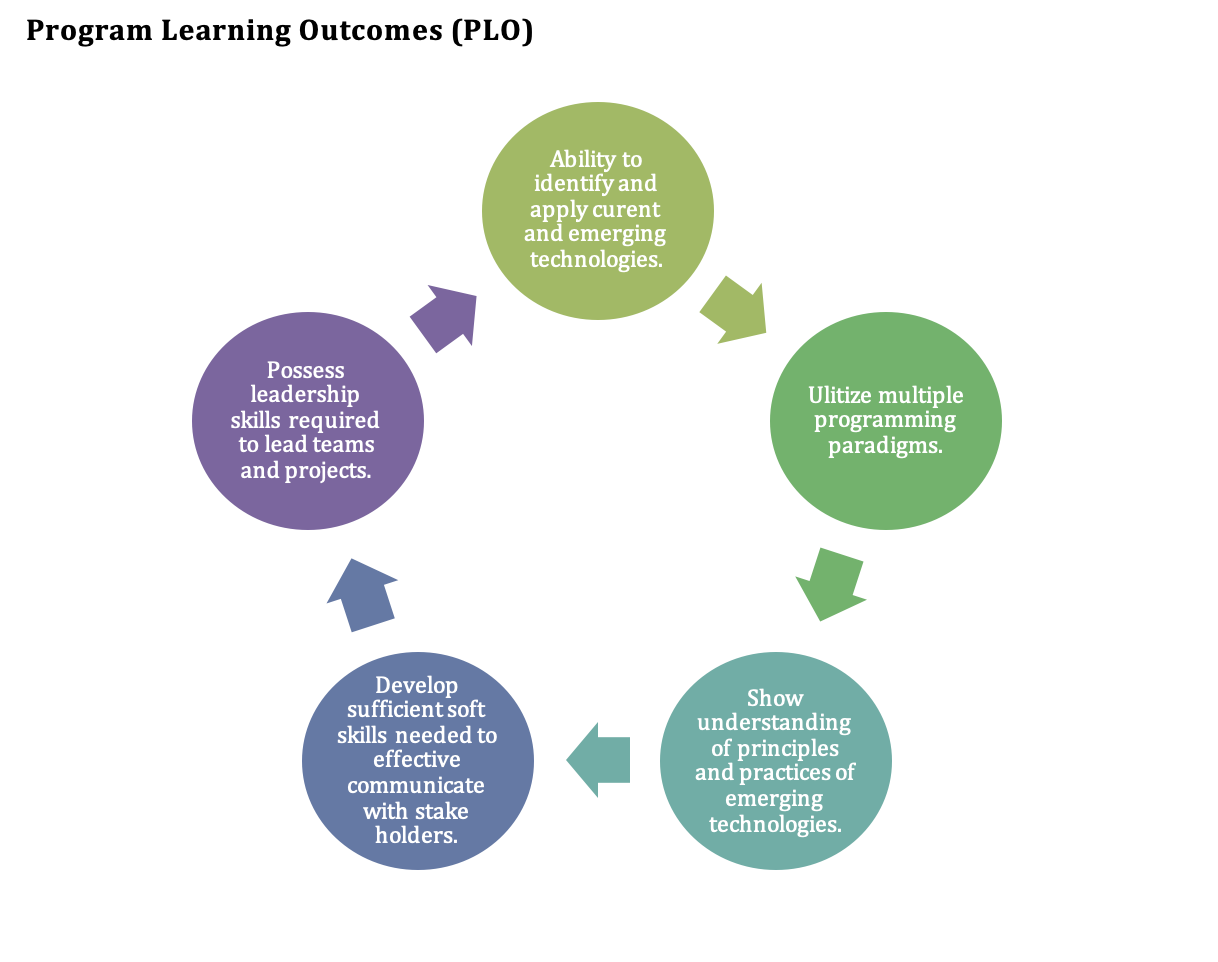 Program Learning Outcomes (PLO)
Ability to
identify and
apply curent
and emerging
technologies.
Ulitize multiple
programming
paradigms.
Show
understanding
of principles
and practices of
emerging
technologies.
Develop
sufficient soft
skills needed to
effective
communicate
with stake
holders.
Possess
leadership
skills required
to lead teams
and projects.